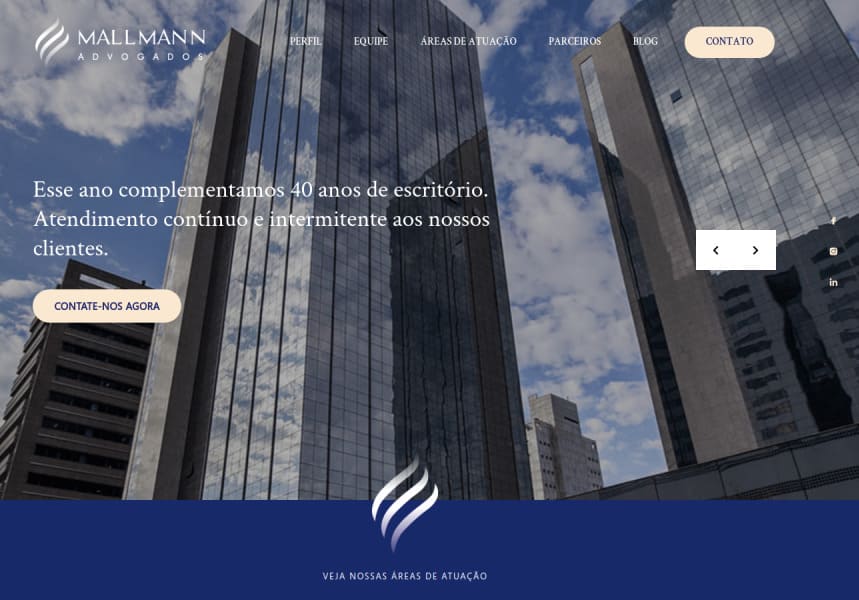 MALLMANN
ADVOGADOS
PERFIL
EQUIPE
ÁREAS DE ATUAÇÃO
PARCEIROS
BLOG
CONTATO
Esse ano complementamos 40 anos de escritório.
Atendimento contínuo e intermitente aos nossos
clientes.
CONTATE-NOS AGORA
VEJA NOSSAS ÁREAS DE ATUAÇÃO